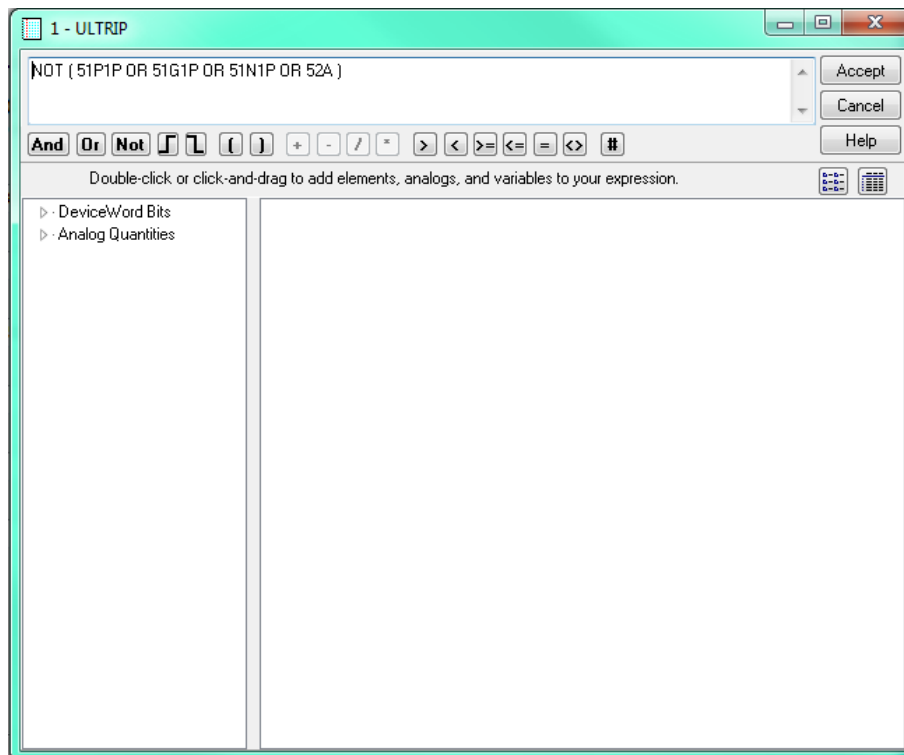 1 - ULTRIP
NOT ( 51P1P OR 51G1P OR 51N1P OR 52A )
Accept
Cancel
Help
And Or Not ( ) + - / * > < >= <= = <> #
Double-click or click-and-drag to add elements, analogs, and variables to your expression.
DeviceWord Bits
Analog Quantities